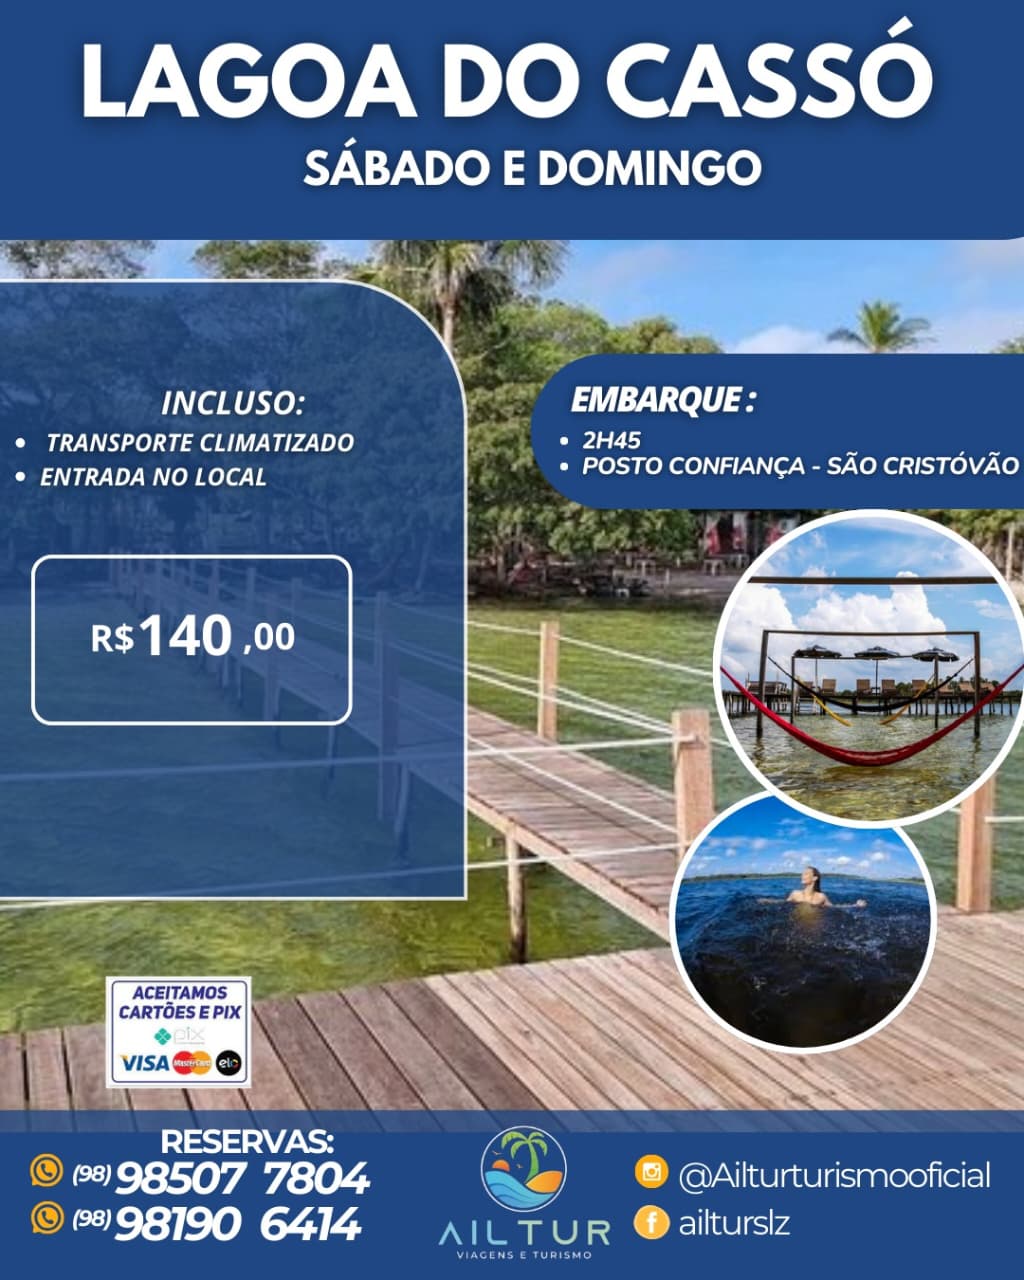 LAGOA DO CASSÓ
SÁBADO E DOMINGO
INCLUSO:
• TRANSPORTE CLIMATIZADO
• ENTRADA NO LOCAL
R$140,00
EMBARQUE :
• 2H45
• POSTO CONFIANÇA - SÃO CRISTÓVÃO
ACEITAMOS
CARTÕES E PIX
pix
VISA MasterCard elo
RESERVAS:
(98) 98507 7804
(98) 98190 6414
AILTUR
VIAGENS E TURISMO
@Ailturturismooficial
ailturslz